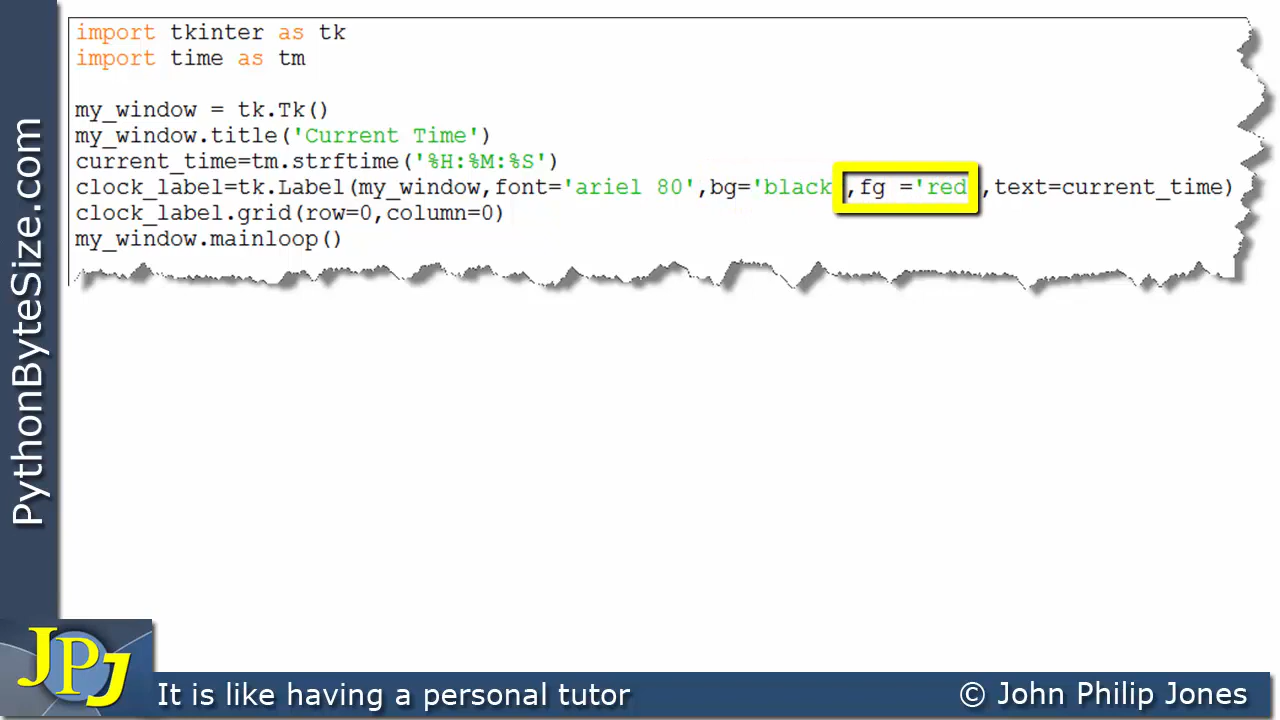 import tkinter as tk
import time as tm
my_window = tk.Tk()
my_window.title('Current Time')
current_time=tm.strftime('%H:%M:%S')
clock_label=tk.Label(my_window,font='ariel 80',bg='black ,fg ='red ,text=current_time)
clock_label.grid(row=0,column=0)
my_window.mainloop()
PythonByteSize.com
JPJ
It is like having a personal tutor
© John Philip Jones